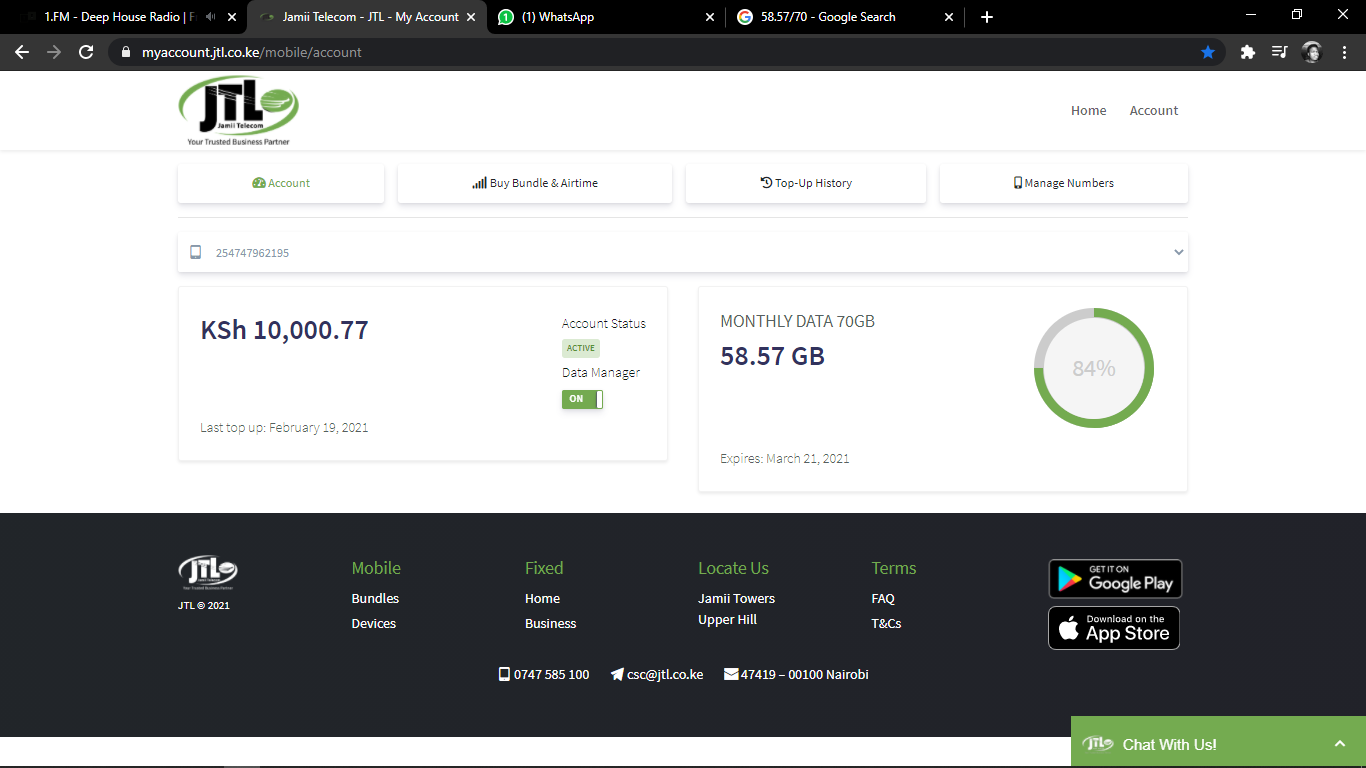 1.FM - Deep House Radio | F
Jamii Telecom - JTL - My Account
(1) WhatsApp
58.57/70 - Google Search
myaccount.jtl.co.ke/mobile/account
JTL
Jamii Telecom
Your Trusted Business Partner
Home
Account
Account
Buy Bundle & Airtime
Top-Up History
Manage Numbers
254747962195
KSh 10,000.77
Account Status
ACTIVE
Data Manager
ON
Last top up: February 19, 2021
MONTHLY DATA 70GB
58.57 GB
84%
Expires: March 21, 2021
JTL
Jamii Telecom
Your Trusted Business Partner
JTL © 2021
Mobile
Bundles
Devices
Fixed
Home
Business
Locate Us
Jamii Towers
Upper Hill
Terms
FAQ
T&Cs
GET IT ON
Google Play
Download on the
App Store
0747 585 100
csc@jtl.co.ke
47419 – 00100 Nairobi
JTL
Chat With Us!